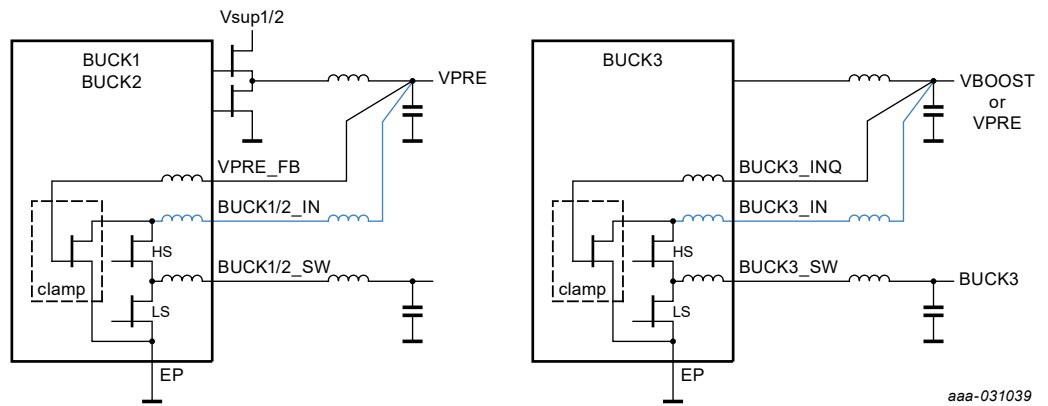 Vsup1/2
BUCK1
BUCK2
VPRE
VPRE_FB
BUCK1/2_IN
HS
BUCK1/2_SW
clamp
LS
EP
BUCK3
VBOOST
or
VPRE
BUCK3_INQ
BUCK3_IN
HS
BUCK3_SW
BUCK3
clamp
LS
EP
aaa-031039